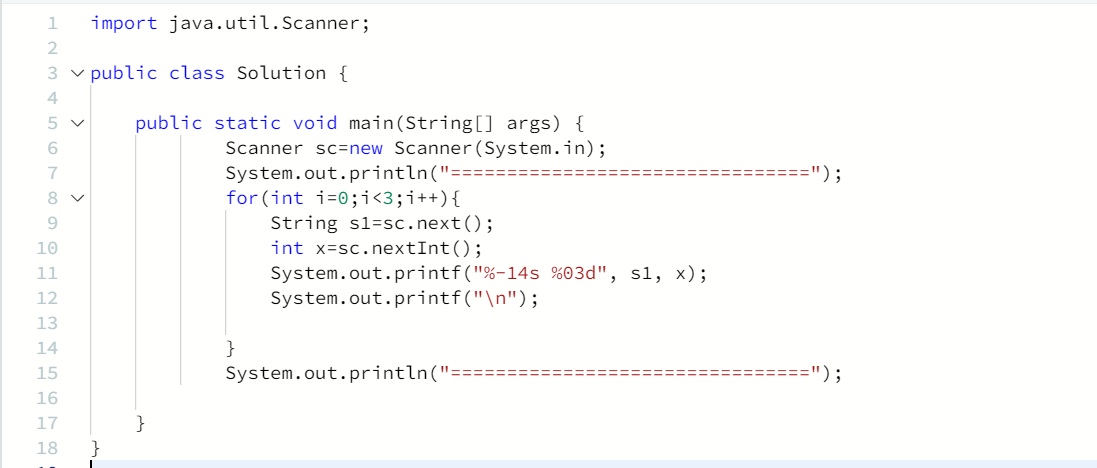 1 import java.util.Scanner;
2
3 public class Solution {
4
5     public static void main(String[] args) {
6             Scanner sc=new Scanner(System.in);
7             System.out.println("================================");
8             for(int i=0;i<3;i++){
9                 String s1=sc.next();
10                 int x=sc.nextInt();
11                 System.out.printf("%-14s %03d", s1, x);
12                 System.out.printf("\n");
13
14             }
15             System.out.println("================================");
16
17     }
18 }